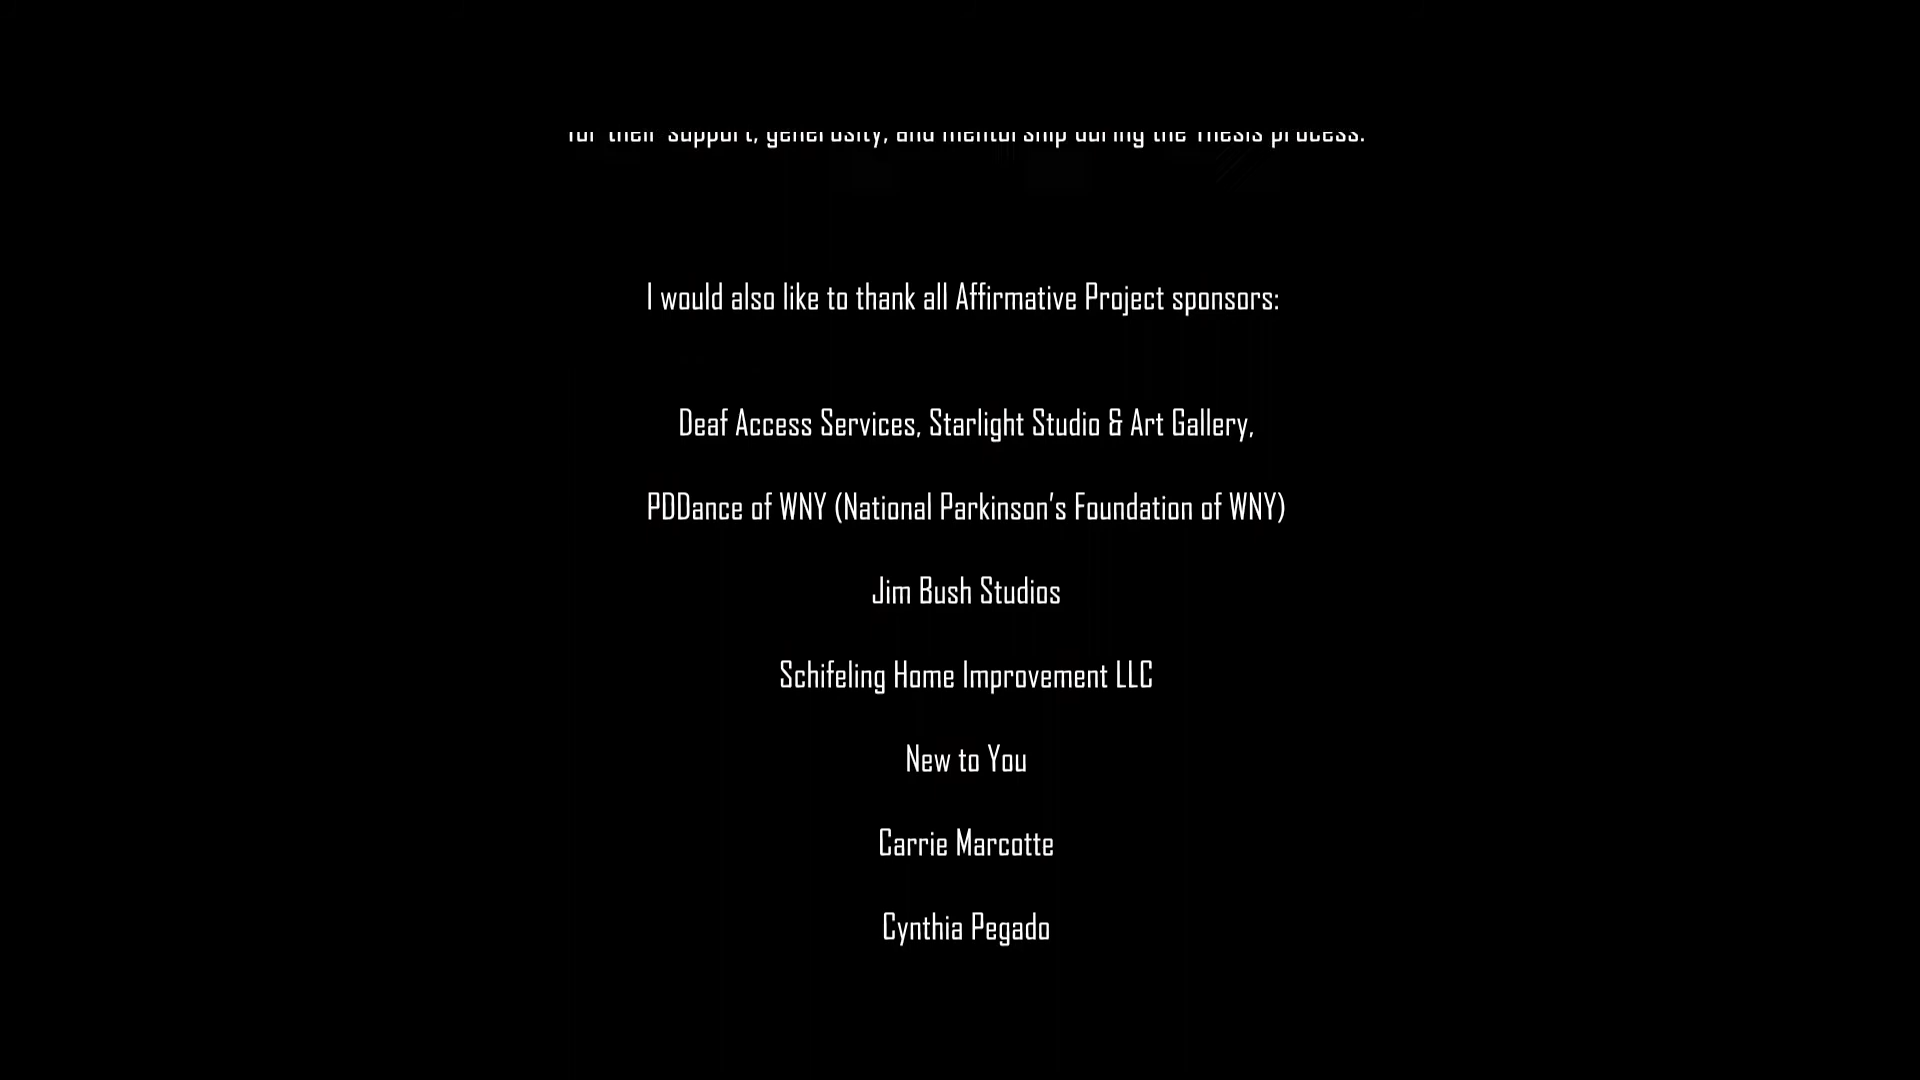 for their support, generosity, and mentorship during the Thesis process.
I would also like to thank all Affirmative Project sponsors:
Deaf Access Services, Starlight Studio & Art Gallery,
PDDance of WNY (National Parkinson's Foundation of WNY)
Jim Bush Studios
Schifeling Home Improvement LLC
New to You
Carrie Marcotte
Cynthia Pegado